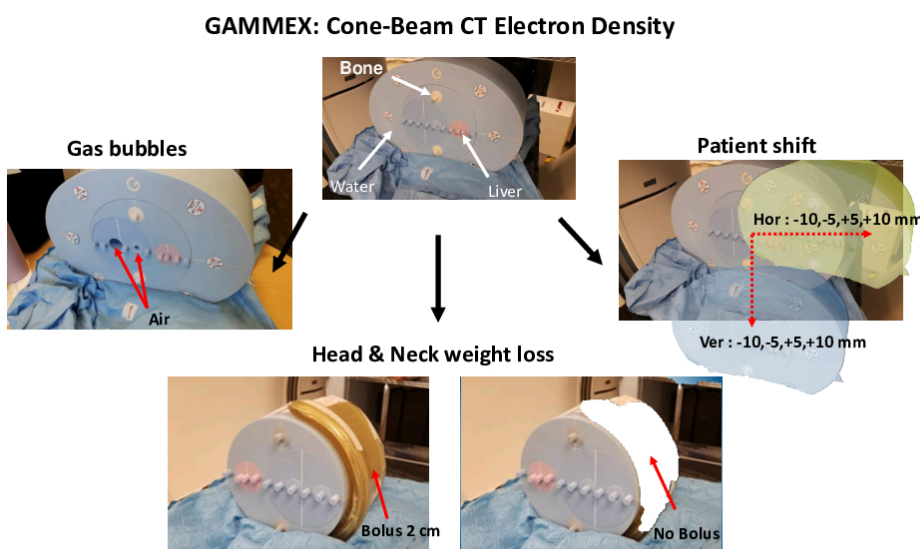 GAMMEX: Cone-Beam CT Electron Density
Bone
Water
Liver
Gas bubbles
Air
Patient shift
Hor : -10,-5,+5,+10 mm
Ver : -10,-5,+5,+10 mm
Head & Neck weight loss
Bolus 2 cm
No Bolus